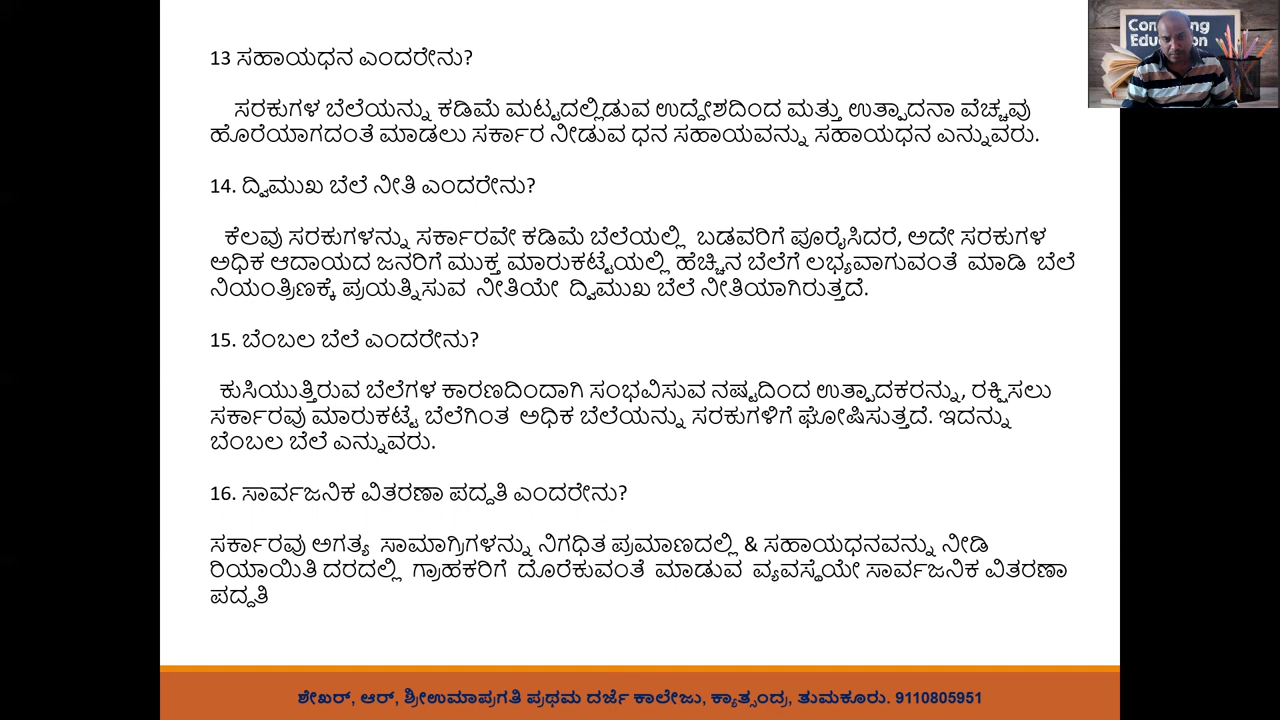 13 ಸಹಾಯಧನ ಎಂದರೇನು?
ಸರಕುಗಳ ಬೆಲೆಯನ್ನು ಕಡಿಮೆ ಮಟ್ಟದಲ್ಲಿಡುವ ಉದ್ದೇಶದಿಂದ ಮತ್ತು ಉತ್ಪಾದನಾ ವೆಚ್ಚವು
ಹೊರೆಯಾಗದಂತೆ ಮಾಡಲು ಸರ್ಕಾರ ನೀಡುವ ಧನ ಸಹಾಯವನ್ನು ಸಹಾಯಧನ ಎನ್ನುವರು.
14. ದ್ವಿಮುಖ ಬೆಲೆ ನೀತಿ ಎಂದರೇನು?
ಕೆಲವು ಸರಕುಗಳನ್ನು ಸರ್ಕಾರವೇ ಕಡಿಮೆ ಬೆಲೆಯಲ್ಲಿ ಬಡವರಿಗೆ ಪೂರೈಸಿದರೆ, ಅದೇ ಸರಕುಗಳ
ಅಧಿಕ ಆದಾಯದ ಜನರಿಗೆ ಮುಕ್ತ ಮಾರುಕಟ್ಟೆಯಲ್ಲಿ ಹೆಚ್ಚಿನ ಬೆಲೆಗೆ ಲಭ್ಯವಾಗುವಂತೆ ಮಾಡಿ ಬೆಲೆ
ನಿಯಂತ್ರಿಣಕ್ಕೆ ಪ್ರಯತ್ನಿಸುವ ನೀತಿಯೇ ದ್ವಿಮುಖ ಬೆಲೆ ನೀತಿಯಾಗಿರುತ್ತದೆ.
15. ಬೆಂಬಲ ಬೆಲೆ ಎಂದರೇನು?
ಕುಸಿಯುತ್ತಿರುವ ಬೆಲೆಗಳ ಕಾರಣದಿಂದಾಗಿ ಸಂಭವಿಸುವ ನಷ್ಟದಿಂದ ಉತ್ಪಾದಕರನ್ನು, ರಕ್ಷಿಸಲು
ಸರ್ಕಾರವು ಮಾರುಕಟ್ಟೆ ಬೆಲೆಗಿಂತ ಅಧಿಕ ಬೆಲೆಯನ್ನು ಸರಕುಗಳಿಗೆ ಘೋಷಿಸುತ್ತದೆ. ಇದನ್ನು
ಬೆಂಬಲ ಬೆಲೆ ಎನ್ನುವರು.
16. ಸಾರ್ವಜನಿಕ ವಿತರಣಾ ಪದ್ದತಿ ಎಂದರೇನು?
ಸರ್ಕಾರವು ಅಗತ್ಯ ಸಾಮಾಗ್ರಿಗಳನ್ನು ನಿಗಧಿತ ಪ್ರಮಾಣದಲ್ಲಿ & ಸಹಾಯಧನವನ್ನು ನೀಡಿ
ರಿಯಾಯಿತಿ ದರದಲ್ಲಿ ಗ್ರಾಹಕರಿಗೆ ದೊರೆಕುವಂತೆ ಮಾಡುವ ವ್ಯವಸ್ಥೆಯೇ ಸಾರ್ವಜನಿಕ ವಿತರಣಾ
ಪದ್ದತಿ
ಶೇಖರ್, ಆರ್, ಶ್ರೀಉಮಾಪ್ರಗತಿ ಪ್ರಥಮ ದರ್ಜೆ ಕಾಲೇಜು, ಕ್ಯಾತ್ಸಂದ್ರ, ತುಮಕೂರು. 9110805951